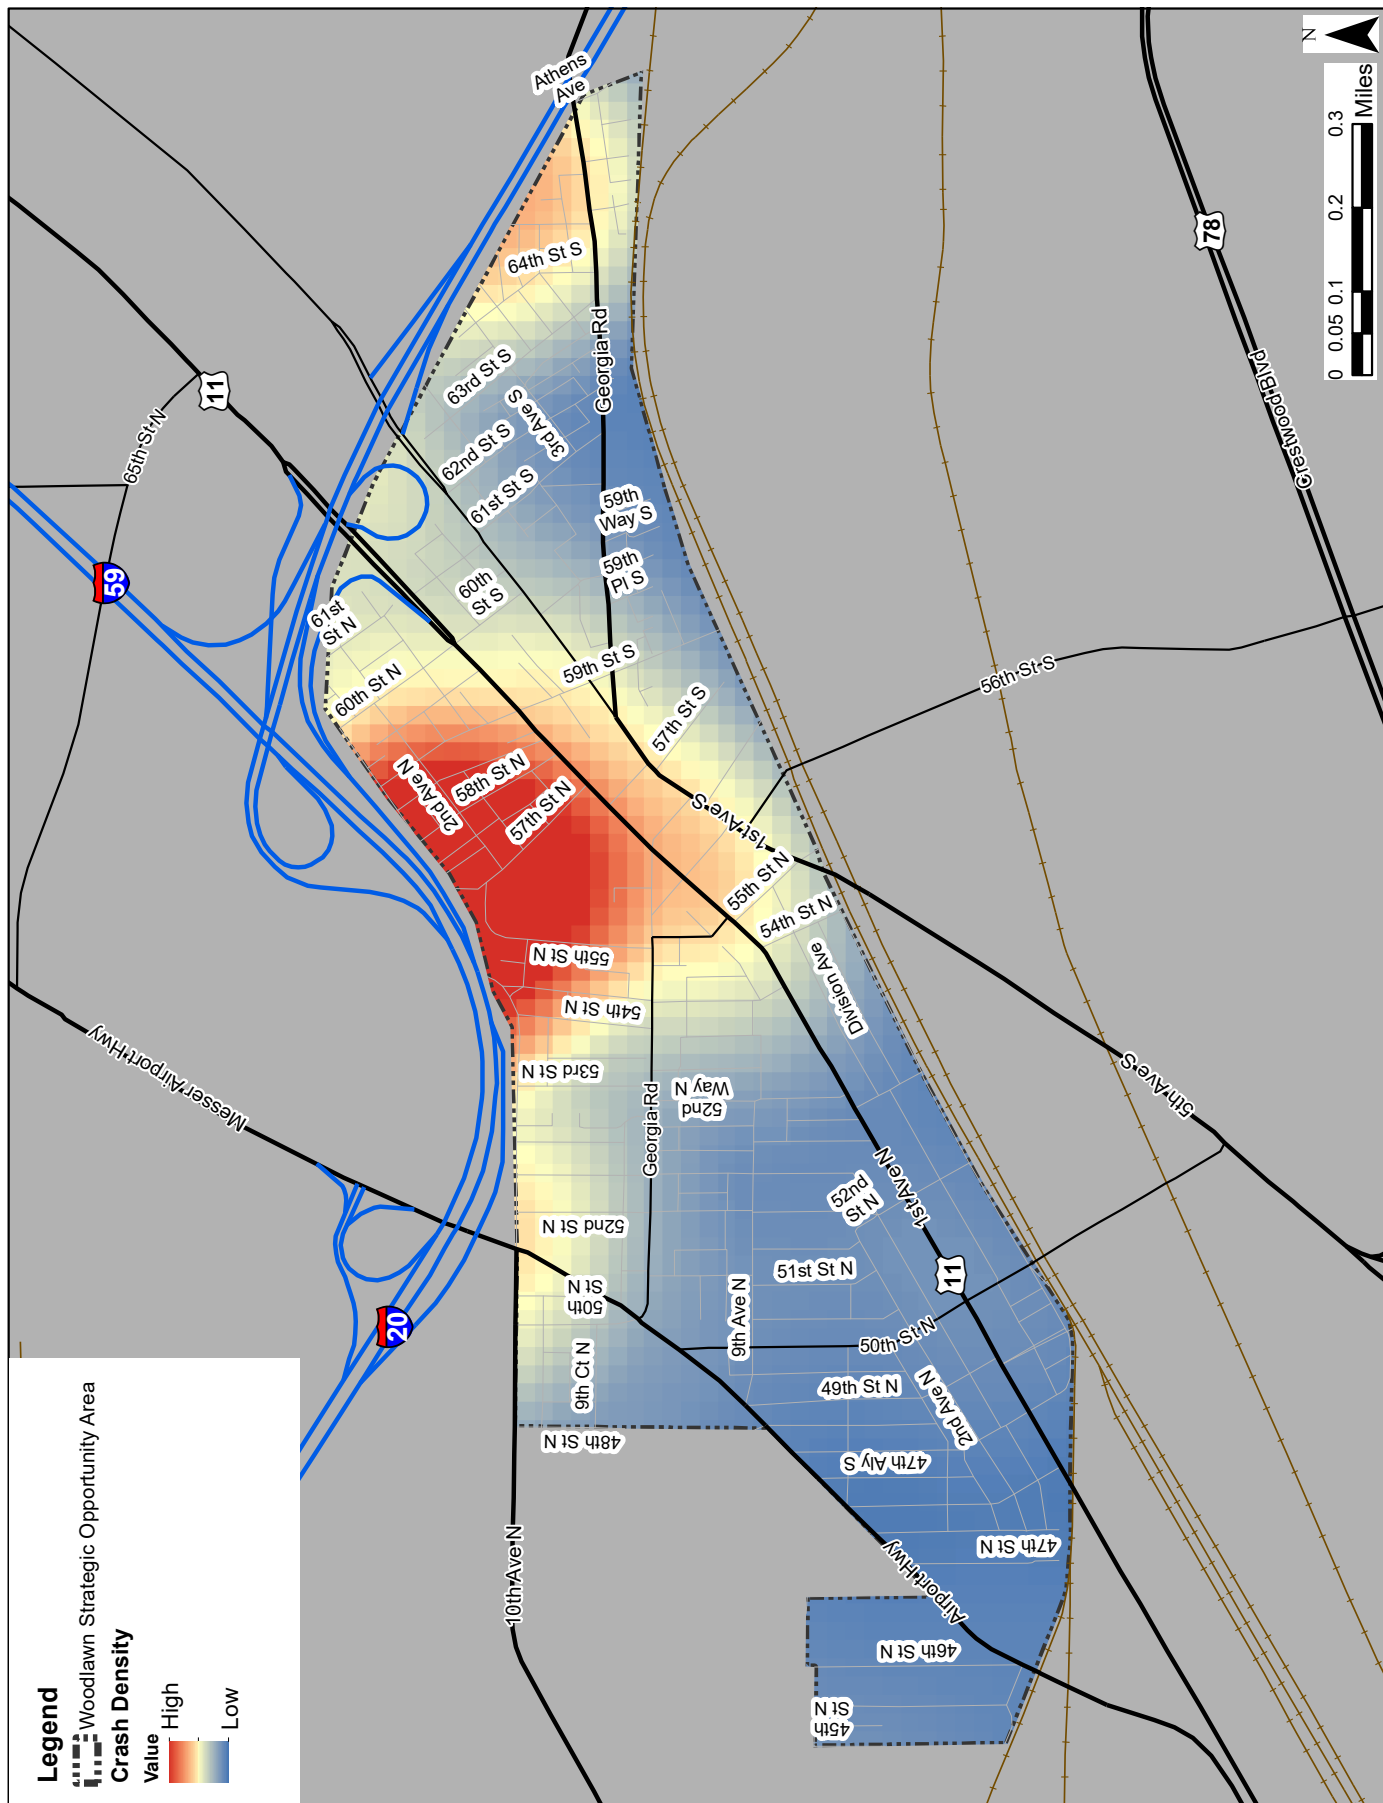 Legend
Woodlawn Strategic Opportunity Area
Crash Density
Value
High
Low
Messer Airport Hwy
65th St N
59
11
20
Athens
Ave
61st
St N
60th St N
2nd Ave N
58th St N
57th St N
60th
St S
61st St S
62nd St S
63rd St S
3rd Ave S
64th St S
Georgia Rd
59th
Way S
59th
Pl S
59th St S
57th St S
1st Ave S
55th St N
54th St N
55th St N
54th St N
53rd St N
52nd
Way N
Georgia Rd
52nd St N
50th
St N
9th Ct N
48th St N
10th Ave N
9th Ave N
51st St N
52nd
St N
1st Ave N
Division Ave
11
50th St N
49th St N
2nd Ave N
47th Aly S
47th St N
Airport Hwy
46th St N
45th
St N
56th St S
5th Ave S
Crestwood Blvd
78
N
0 0.05 0.1 0.2 0.3
Miles